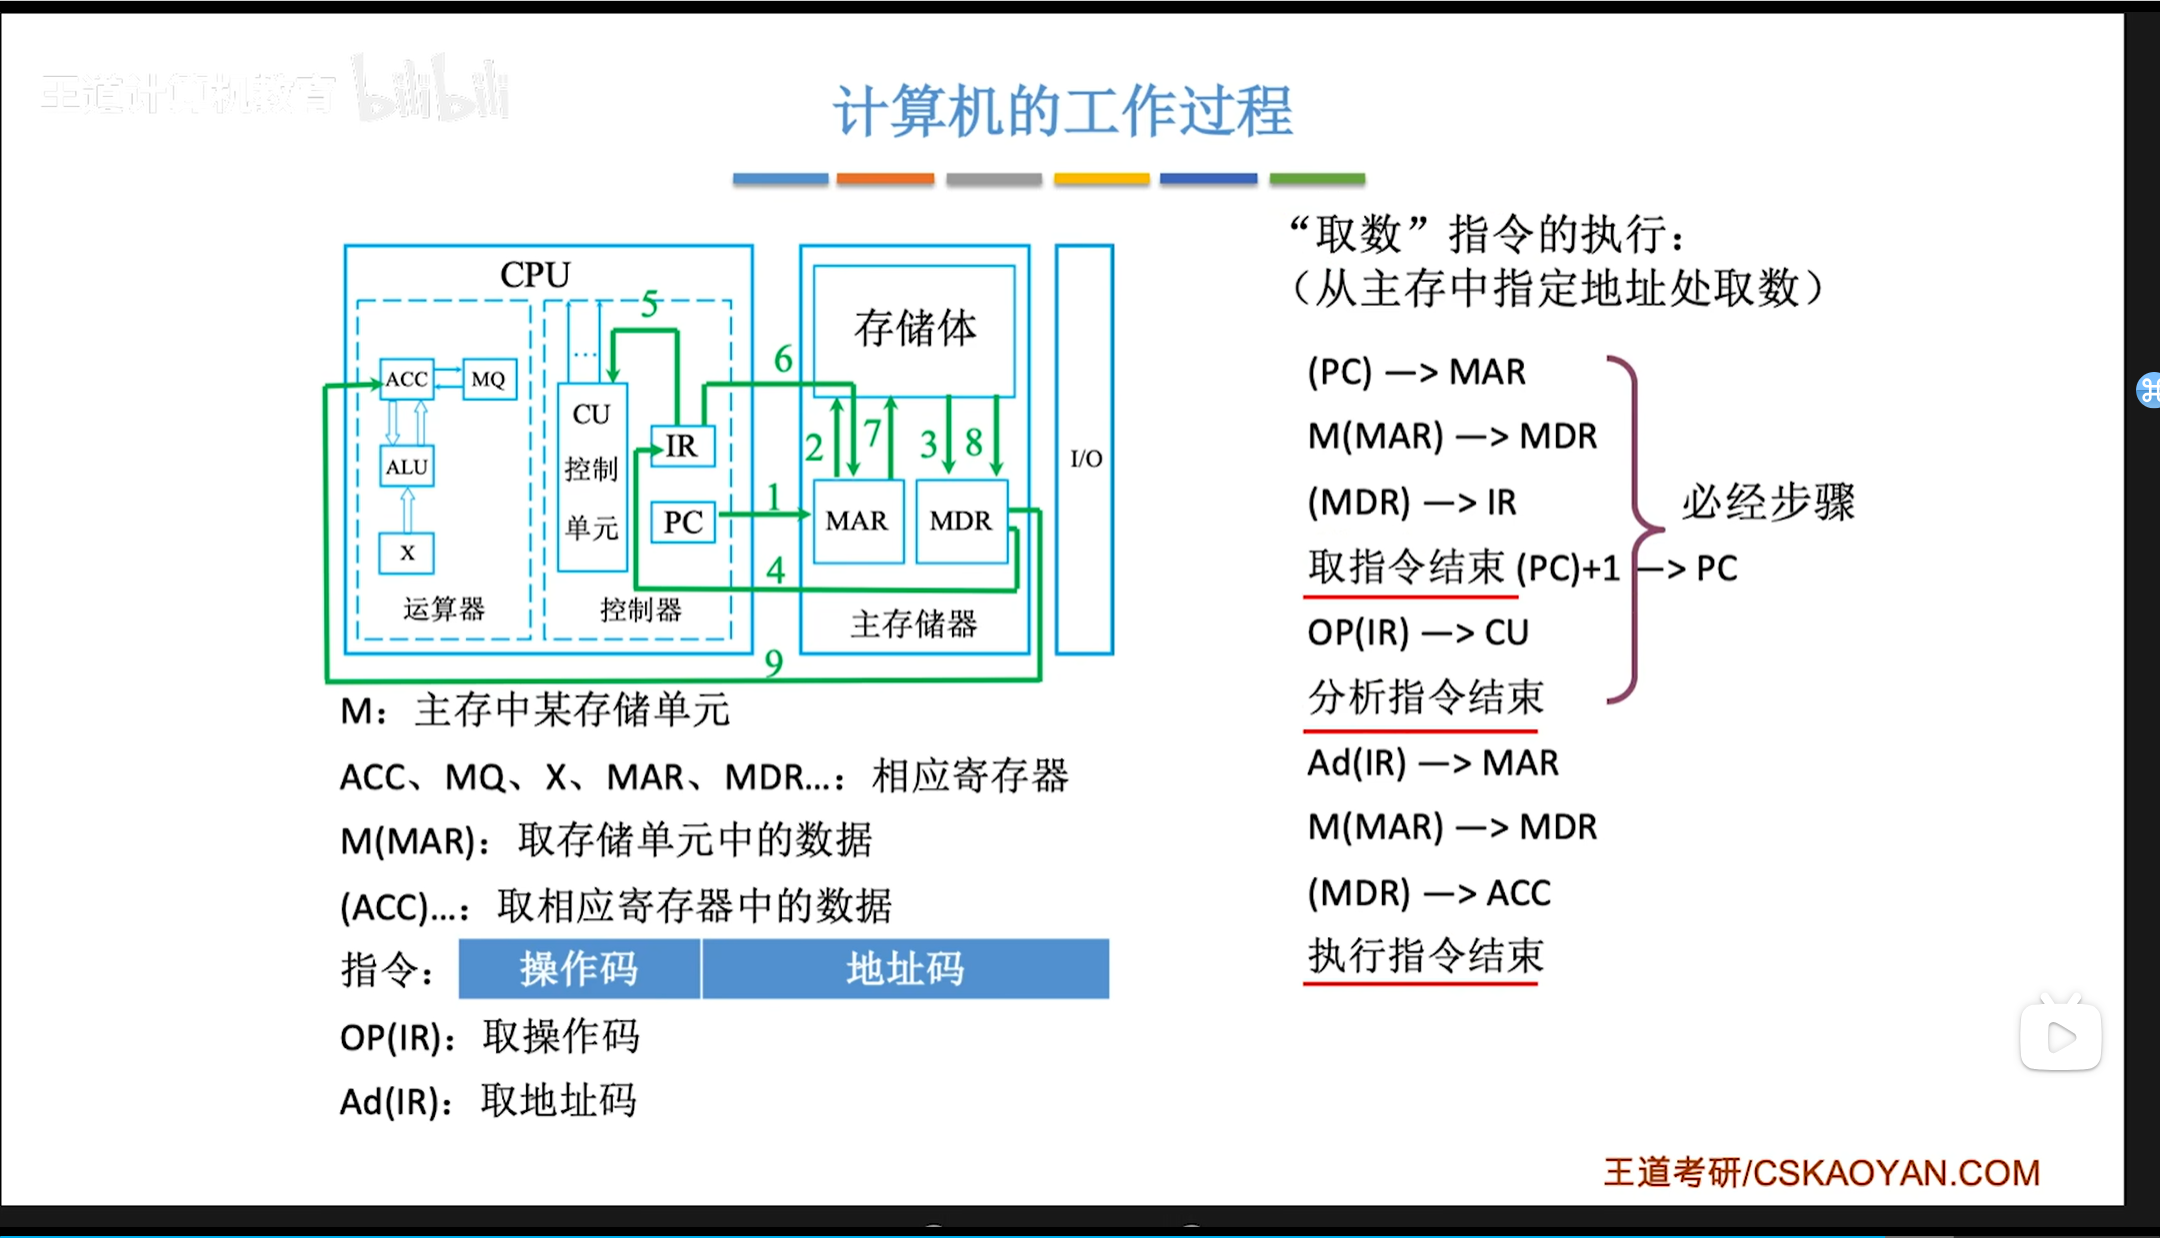 王道计算机教育 bilibili
计算机的工作过程
CPU
5
...
ACC
MQ
CU
控制
单元
IR
PC
ALU
X
运算器
控制器
6
1
4
9
存储体
2
7
3
8
MAR
MDR
主存储器
I/O
M：主存中某存储单元
ACC、MQ、X、MAR、MDR...：相应寄存器
M(MAR)：取存储单元中的数据
(ACC)...：取相应寄存器中的数据
指令：操作码 地址码
OP(IR)：取操作码
Ad(IR)：取地址码
“取数”指令的执行：
（从主存中指定地址处取数）
(PC) —> MAR
M(MAR) —> MDR
(MDR) —> IR
取指令结束 (PC)+1 —> PC
OP(IR) —> CU
分析指令结束
必经步骤
Ad(IR) —> MAR
M(MAR) —> MDR
(MDR) —> ACC
执行指令结束
王道考研/CSKAOYAN.COM